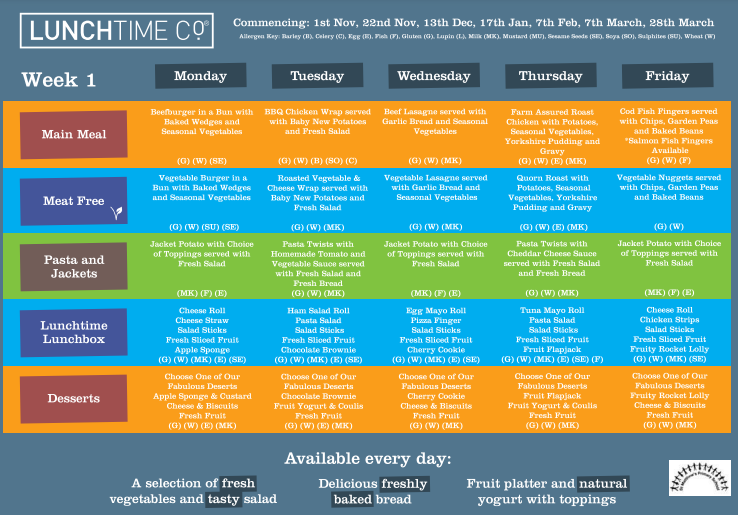 LUNCHTIME CO
Commencing: 1st Nov, 22nd Nov, 13th Dec, 17th Jan, 7th Feb, 7th March, 28th March
Allergen Key: Barley (B), Celery (C), Egg (E), Fish (F), Gluten (G), Lupin (L), Milk (MK), Mustard (MU), Sesame Seeds (SE), Soya (SO), Sulphites (SU), Wheat (W)
Week 1
Monday
Tuesday
Wednesday
Thursday
Friday
Main Meal
Beefburger in a Bun with
Baked Wedges and
Seasonal Vegetables
(G) (W) (SE)
BBQ Chicken Wrap served
with Baby New Potatoes
and Fresh Salad
(G) (W) (B) (SO) (C)
Beef Lasagne served with
Garlic Bread and Seasonal
Vegetables
(G) (W) (MK)
Farm Assured Roast
Chicken with Potatoes,
Seasonal Vegetables,
Yorkshire Pudding and
Gravy
(G) (W) (E) (MK)
Cod Fish Fingers served
with Chips, Garden Peas
and Baked Beans
*Salmon Fish Fingers
Available
(G) (W) (F)
Meat Free
Vegetable Burger in a
Bun with Baked Wedges
and Seasonal Vegetables
(G) (W) (SU) (SE)
Roasted Vegetable &
Cheese Wrap served with
Baby New Potatoes and
Fresh Salad
(G) (W) (MK)
Vegetable Lasagne served
with Garlic Bread and
Seasonal Vegetables
(G) (W) (MK)
Quorn Roast with
Potatoes, Seasonal
Vegetables, Yorkshire
Pudding and Gravy
(G) (W) (E) (MK)
Vegetable Nuggets served
with Chips, Garden Peas
and Baked Beans
(G) (W)
Pasta and
Jackets
Jacket Potato with Choice
of Toppings served with
Fresh Salad
(MK) (F) (E)
Pasta Twists with
Homemade Tomato and
Vegetable Sauce served
with Fresh Salad and
Fresh Bread
(G) (W) (MK)
Jacket Potato with Choice
of Toppings served with
Fresh Salad
(MK) (F) (E)
Pasta Twists with
Cheddar Cheese Sauce
served with Fresh Salad
and Fresh Bread
(G) (W) (MK)
Jacket Potato with Choice
of Toppings served with
Fresh Salad
(MK) (F) (E)
Lunchtime
Lunchbox
Cheese Roll
Cheese Straw
Salad Sticks
Fresh Sliced Fruit
Apple Sponge
(G) (W) (MK) (E) (SE)
Ham Salad Roll
Pasta Salad
Salad Sticks
Fresh Sliced Fruit
Chocolate Brownie
(G) (W) (MK) (E) (SE)
Egg Mayo Roll
Pizza Finger
Salad Sticks
Fresh Sliced Fruit
Cherry Cookie
(G) (W) (MK) (E) (SE)
Tuna Mayo Roll
Pasta Salad
Salad Sticks
Fresh Sliced Fruit
Fruit Flapjack
(G) (W) (MK) (E) (SE) (F)
Cheese Roll
Chicken Strips
Salad Sticks
Fresh Sliced Fruit
Fruity Rocket Lolly
(G) (W) (MK) (SE)
Desserts
Choose One of Our
Fabulous Deserts
Apple Sponge & Custard
Cheese & Biscuits
Fresh Fruit
(G) (W) (E) (MK)
Choose One of Our
Fabulous Deserts
Chocolate Brownie
Fruit Yogurt & Coulis
Fresh Fruit
(G) (W) (E) (MK)
Choose One of Our
Fabulous Deserts
Cherry Cookie
Cheese & Biscuits
Fresh Fruit
(G) (W) (MK)
Choose One of Our
Fabulous Deserts
Fruit Flapjack
Fruit Yogurt & Coulis
Fresh Fruit
(G) (W) (MK)
Choose One of Our
Fabulous Deserts
Fruity Rocket Lolly
Cheese & Biscuits
Fresh Fruit
(G) (W) (MK)
Available every day:
A selection of fresh
vegetables and tasty salad
Delicious freshly
baked bread
Fruit platter and natural
yogurt with toppings